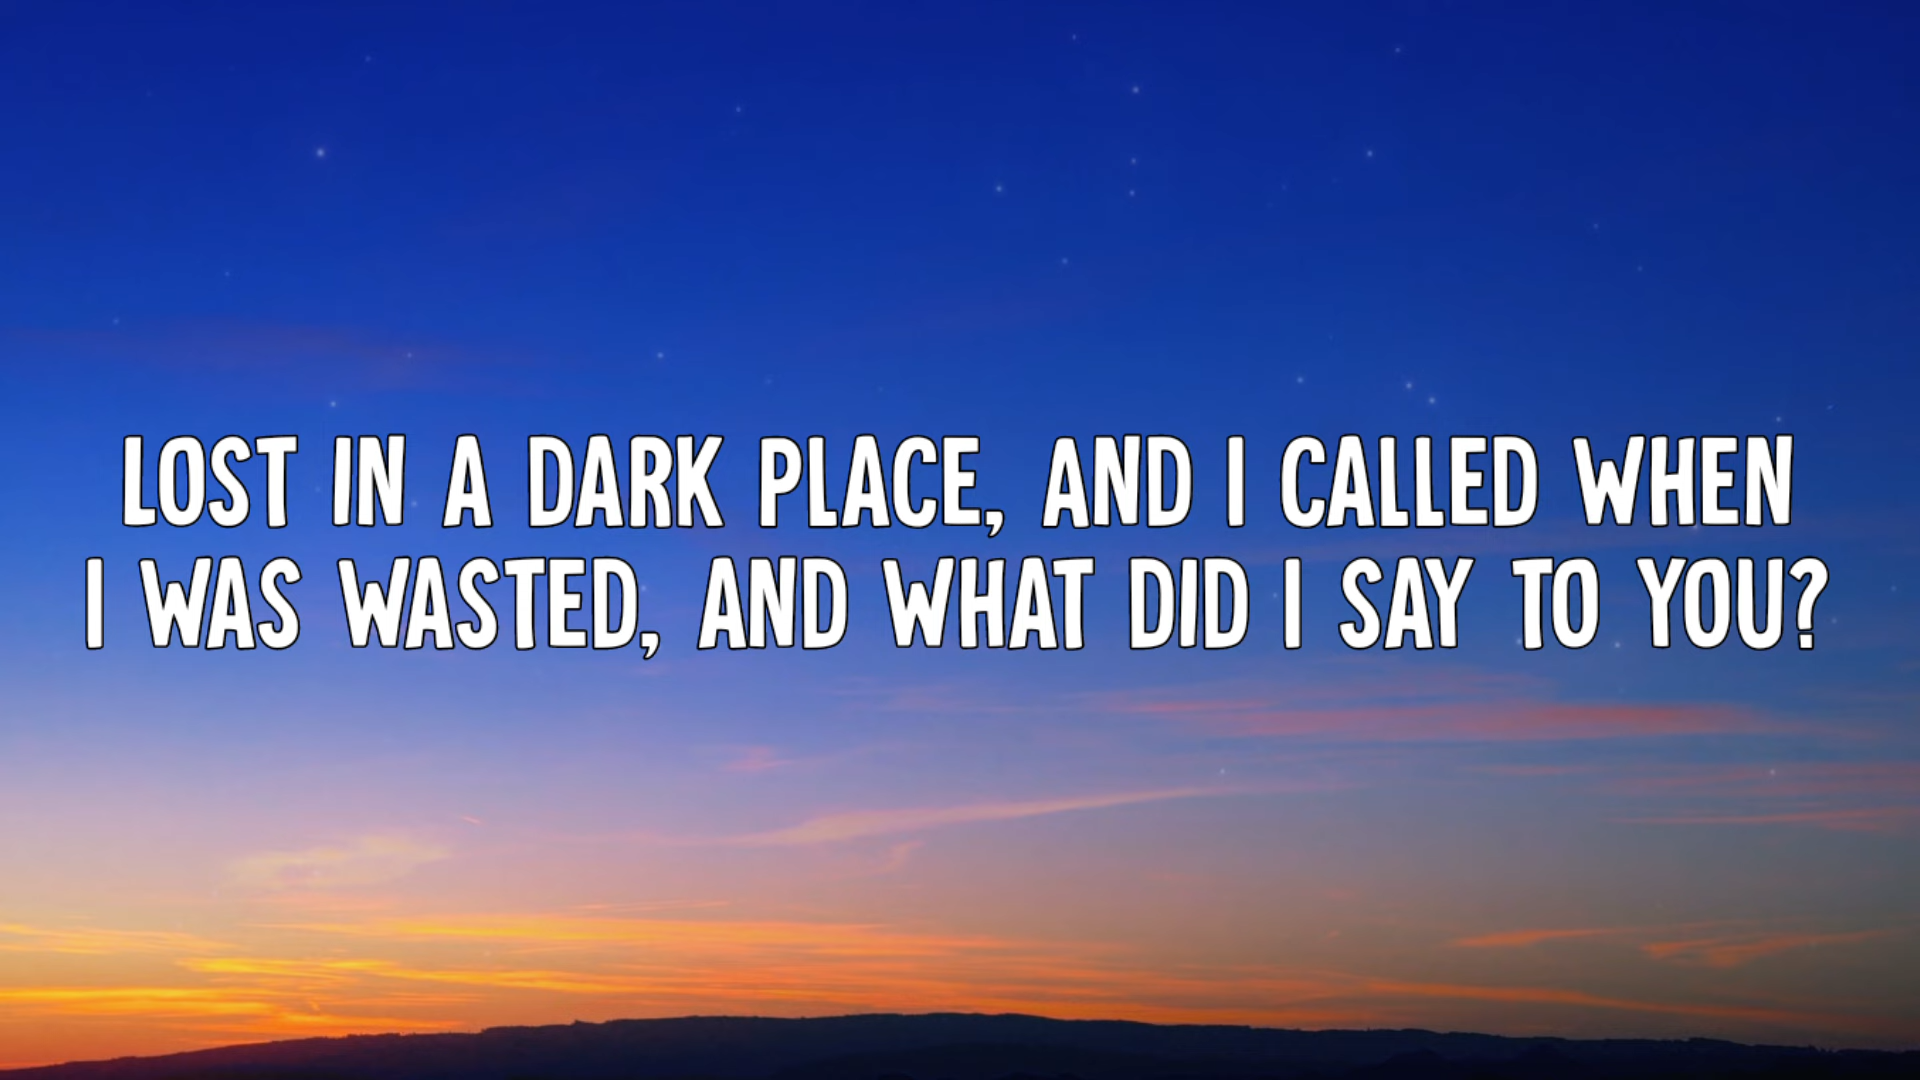 LOST IN A DARK PLACE, AND I CALLED WHEN
I WAS WASTED, AND WHAT DID I SAY TO YOU?